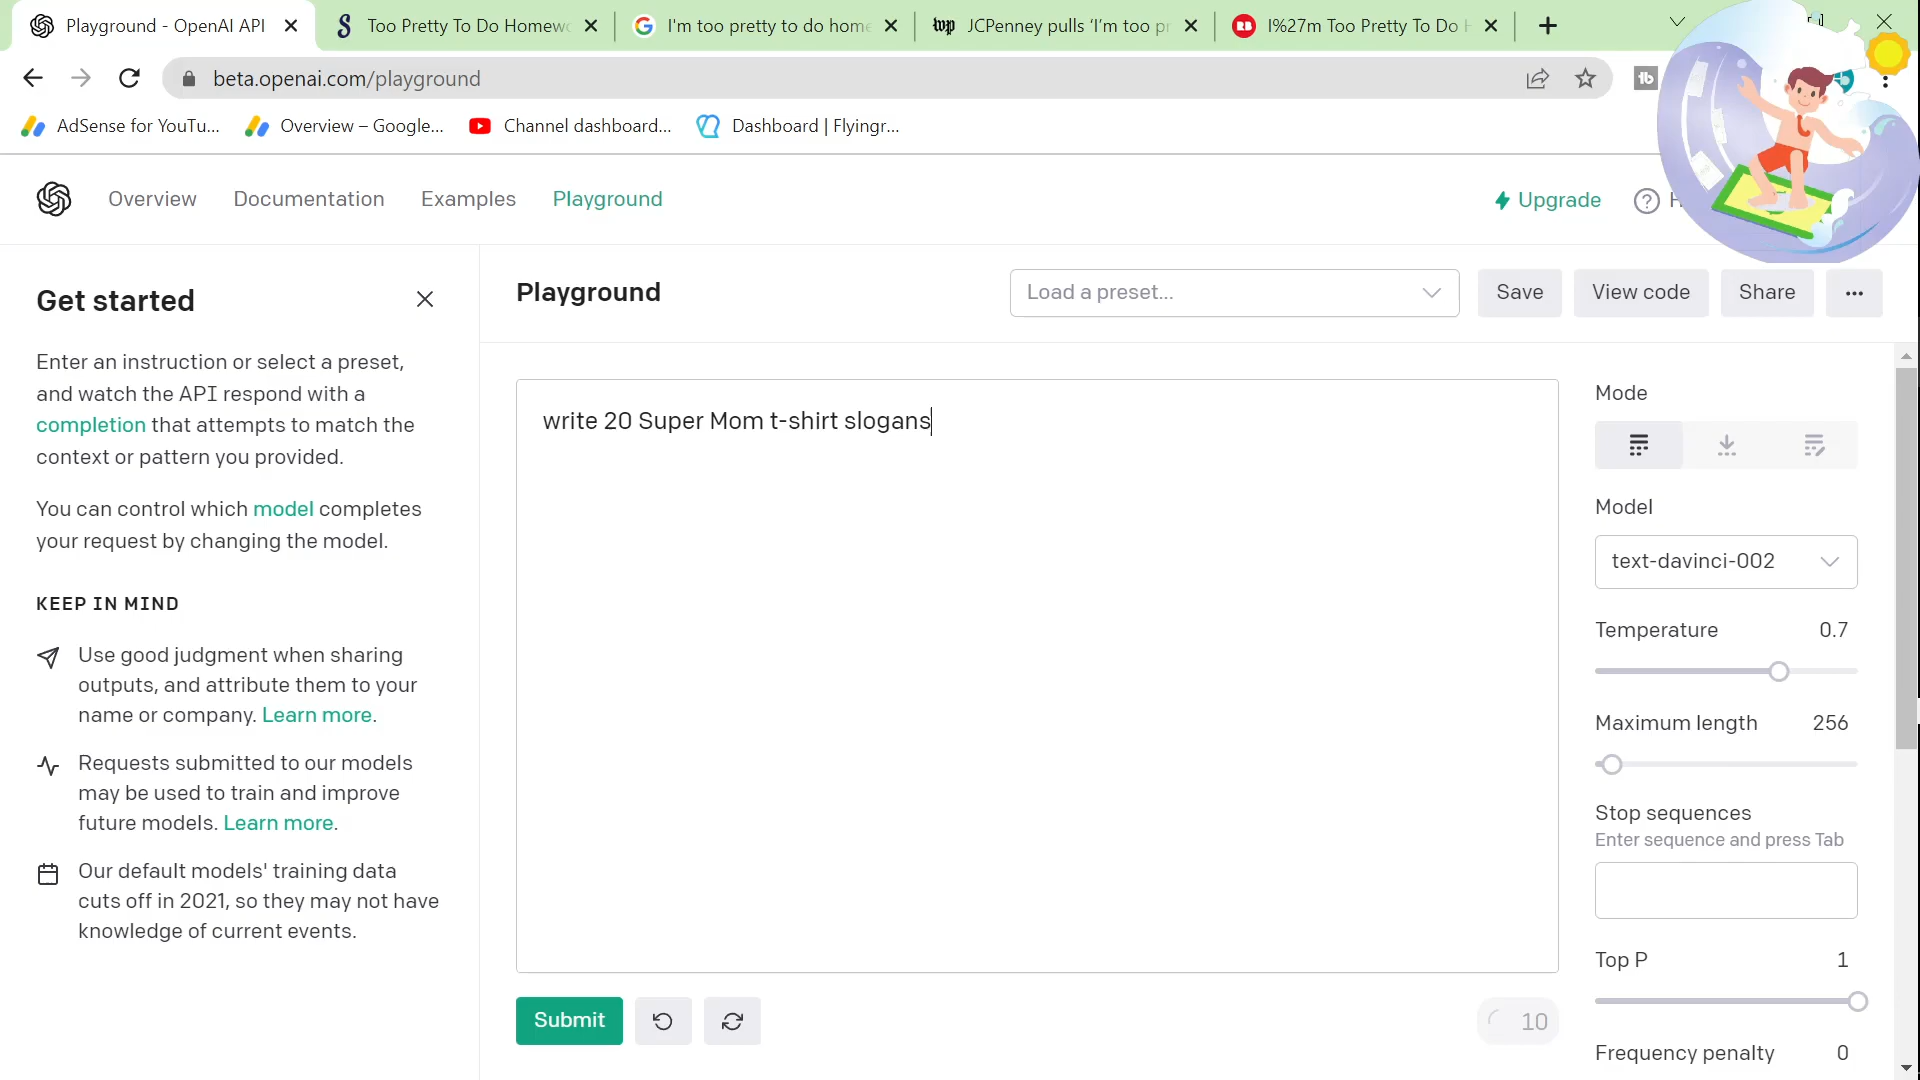 Playground - OpenAI API
Too Pretty To Do Homewo
I'm too pretty to do home
wp JCPenney pulls 'I'm too pr
RB I%27m Too Pretty To Do H
beta.openai.com/playground
tb
AdSense for YouTu...
Overview – Google...
Channel dashboard...
Dashboard | Flyingr...
Overview
Documentation
Examples
Playground
Upgrade
? H
Get started
Playground
Load a preset...
Save
View code
Share
Enter an instruction or select a preset,
and watch the API respond with a
completion that attempts to match the
context or pattern you provided.
You can control which model completes
your request by changing the model.
KEEP IN MIND
Use good judgment when sharing
outputs, and attribute them to your
name or company. Learn more.
Requests submitted to our models
may be used to train and improve
future models. Learn more.
Our default models' training data
cuts off in 2021, so they may not have
knowledge of current events.
write 20 Super Mom t-shirt slogans
Submit
10
Mode
Model
text-davinci-002
Temperature 0.7
Maximum length 256
Stop sequences
Enter sequence and press Tab
Top P 1
Frequency penalty 0